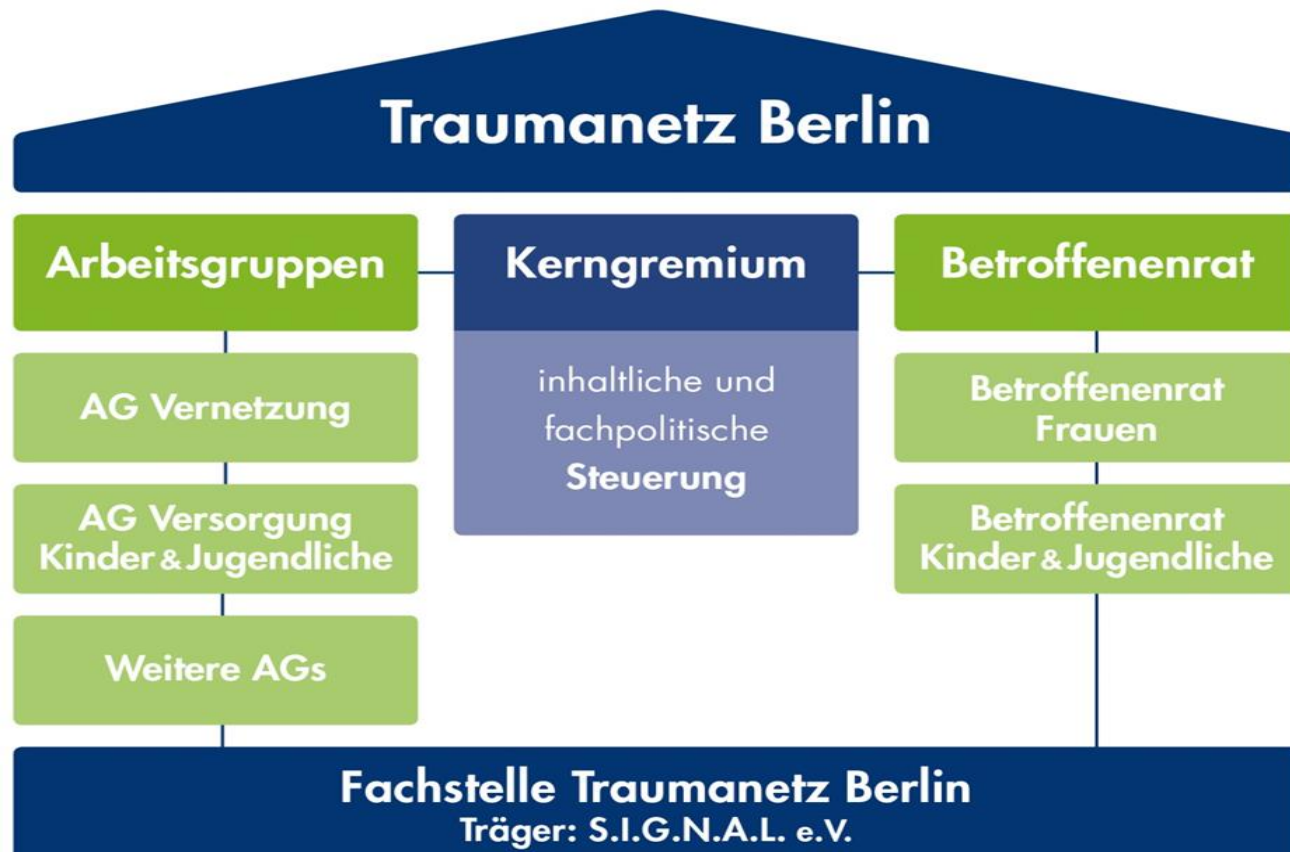 Traumanetz Berlin
Arbeitsgruppen
AG Vernetzung
AG Versorgung
Kinder & Jugendliche
Weitere AGs
Kerngremium
inhaltliche und
fachpolitische
Steuerung
Betroffenenrat
Betroffenenrat
Frauen
Betroffenenrat
Kinder & Jugendliche
Fachstelle Traumanetz Berlin
Träger: S.I.G.N.A.L. e.V.